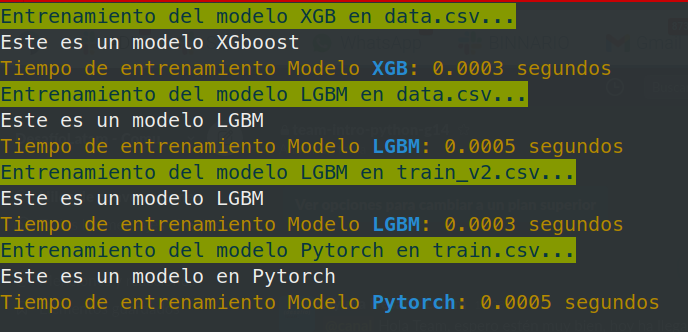 Entrenamiento del modelo XGB en data.csv...
Este es un modelo XGboost
Tiempo de entrenamiento Modelo XGB: 0.0003 segundos
Entrenamiento del modelo LGBM en data.csv...
Este es un modelo LGBM
Tiempo de entrenamiento Modelo LGBM: 0.0005 segundos
Entrenamiento del modelo LGBM en train_v2.csv...
Este es un modelo LGBM
Tiempo de entrenamiento Modelo LGBM: 0.0003 segundos
Entrenamiento del modelo Pytorch en train.csv...
Este es un modelo en Pytorch
Tiempo de entrenamiento Modelo Pytorch: 0.0005 segundos